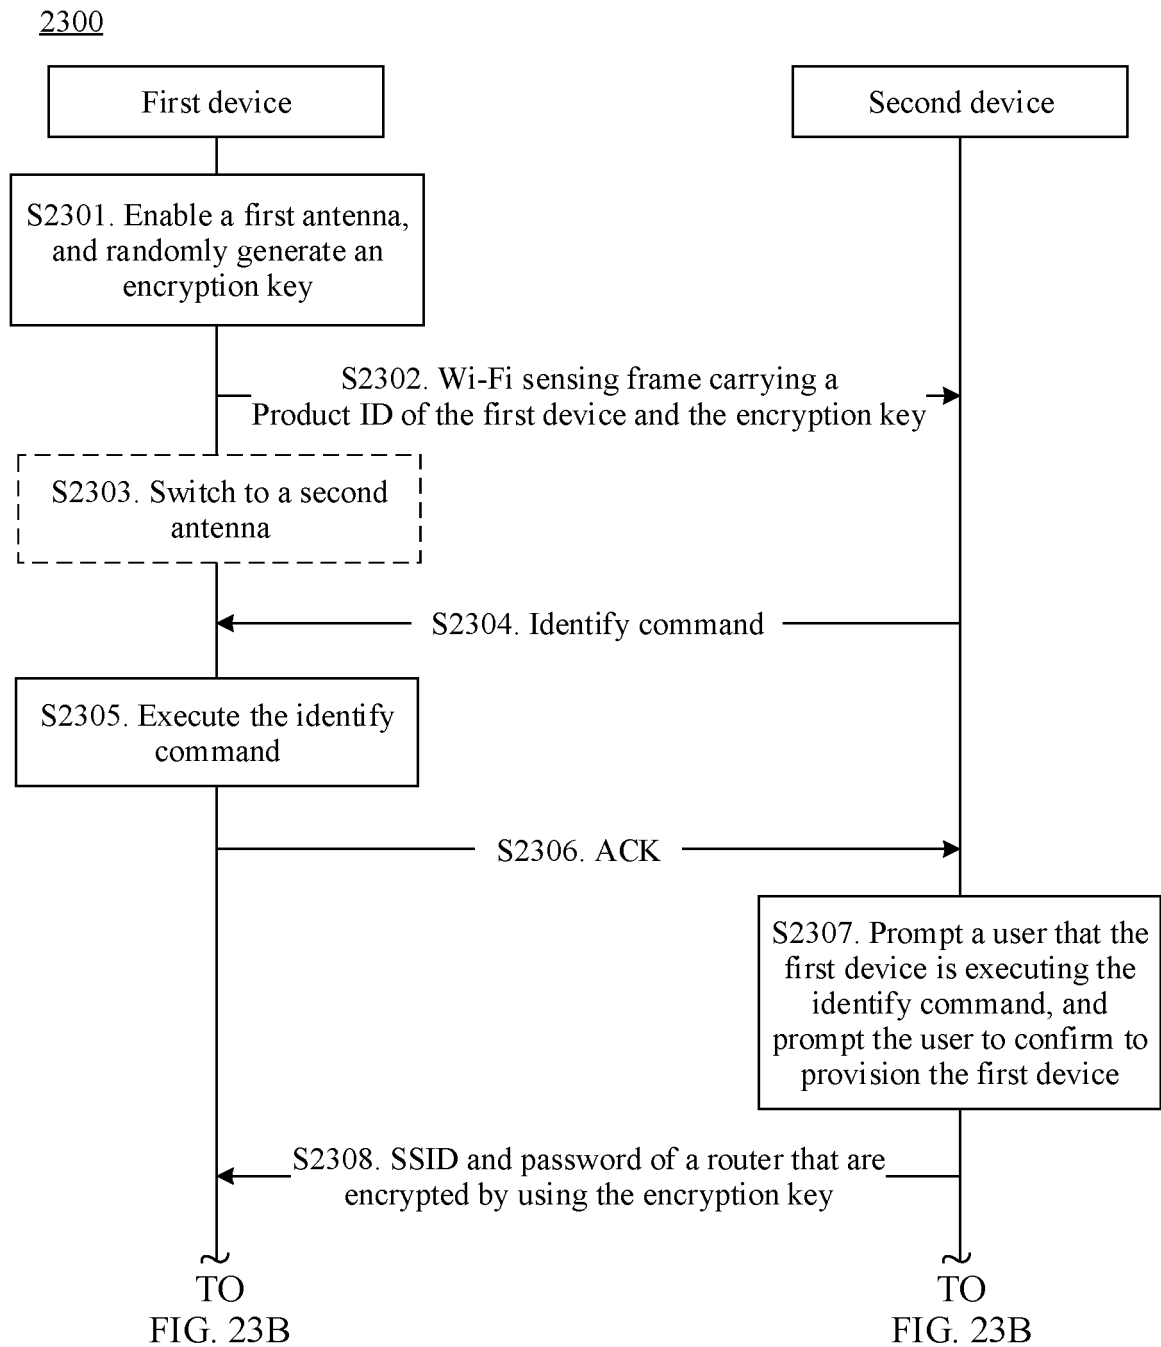 2300
First device
Second device
S2301. Enable a first antenna,
and randomly generate an
encryption key
S2302. Wi-Fi sensing frame carrying a
Product ID of the first device and the encryption key
S2303. Switch to a second
antenna
S2304. Identify command
S2305. Execute the identify
command
S2306. ACK
S2307. Prompt a user that the
first device is executing the
identify command, and
prompt the user to confirm to
provision the first device
S2308. SSID and password of a router that are
encrypted by using the encryption key
TO
FIG. 23B
TO
FIG. 23B